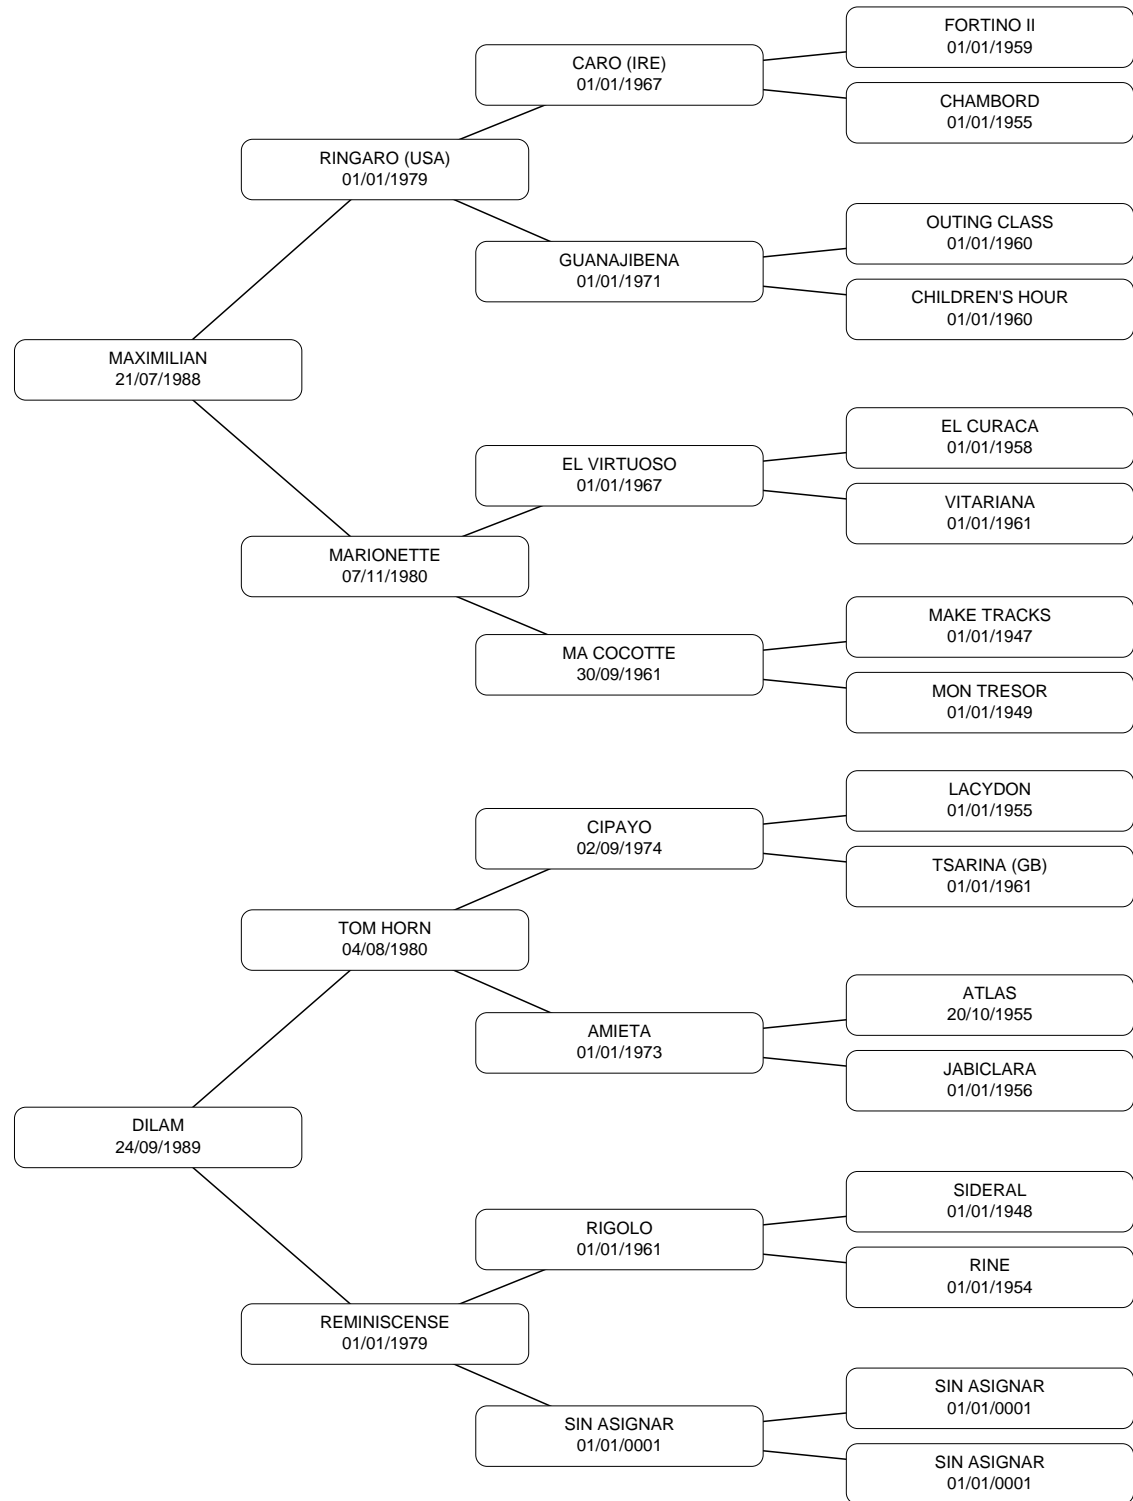 FORTINO II
01/01/1959
CARO (IRE)
01/01/1967
CHAMBORD
01/01/1955
RINGARO (USA)
01/01/1979
OUTING CLASS
01/01/1960
GUANAJIBENA
01/01/1971
CHILDREN'S HOUR
01/01/1960
MAXIMILIAN
21/07/1988
EL CURACA
01/01/1958
EL VIRTUOSO
01/01/1967
VITARIANA
01/01/1961
MARIONETTE
07/11/1980
MAKE TRACKS
01/01/1947
MA COCOTTE
30/09/1961
MON TRESOR
01/01/1949
LACYDON
01/01/1955
CIPAYO
02/09/1974
TSARINA (GB)
01/01/1961
TOM HORN
04/08/1980
ATLAS
20/10/1955
AMIETA
01/01/1973
JABICLARA
01/01/1956
DILAM
24/09/1989
SIDERAL
01/01/1948
RIGOLO
01/01/1961
RINE
01/01/1954
REMINISCENSE
01/01/1979
SIN ASIGNAR
01/01/0001
SIN ASIGNAR
01/01/0001
SIN ASIGNAR
01/01/0001